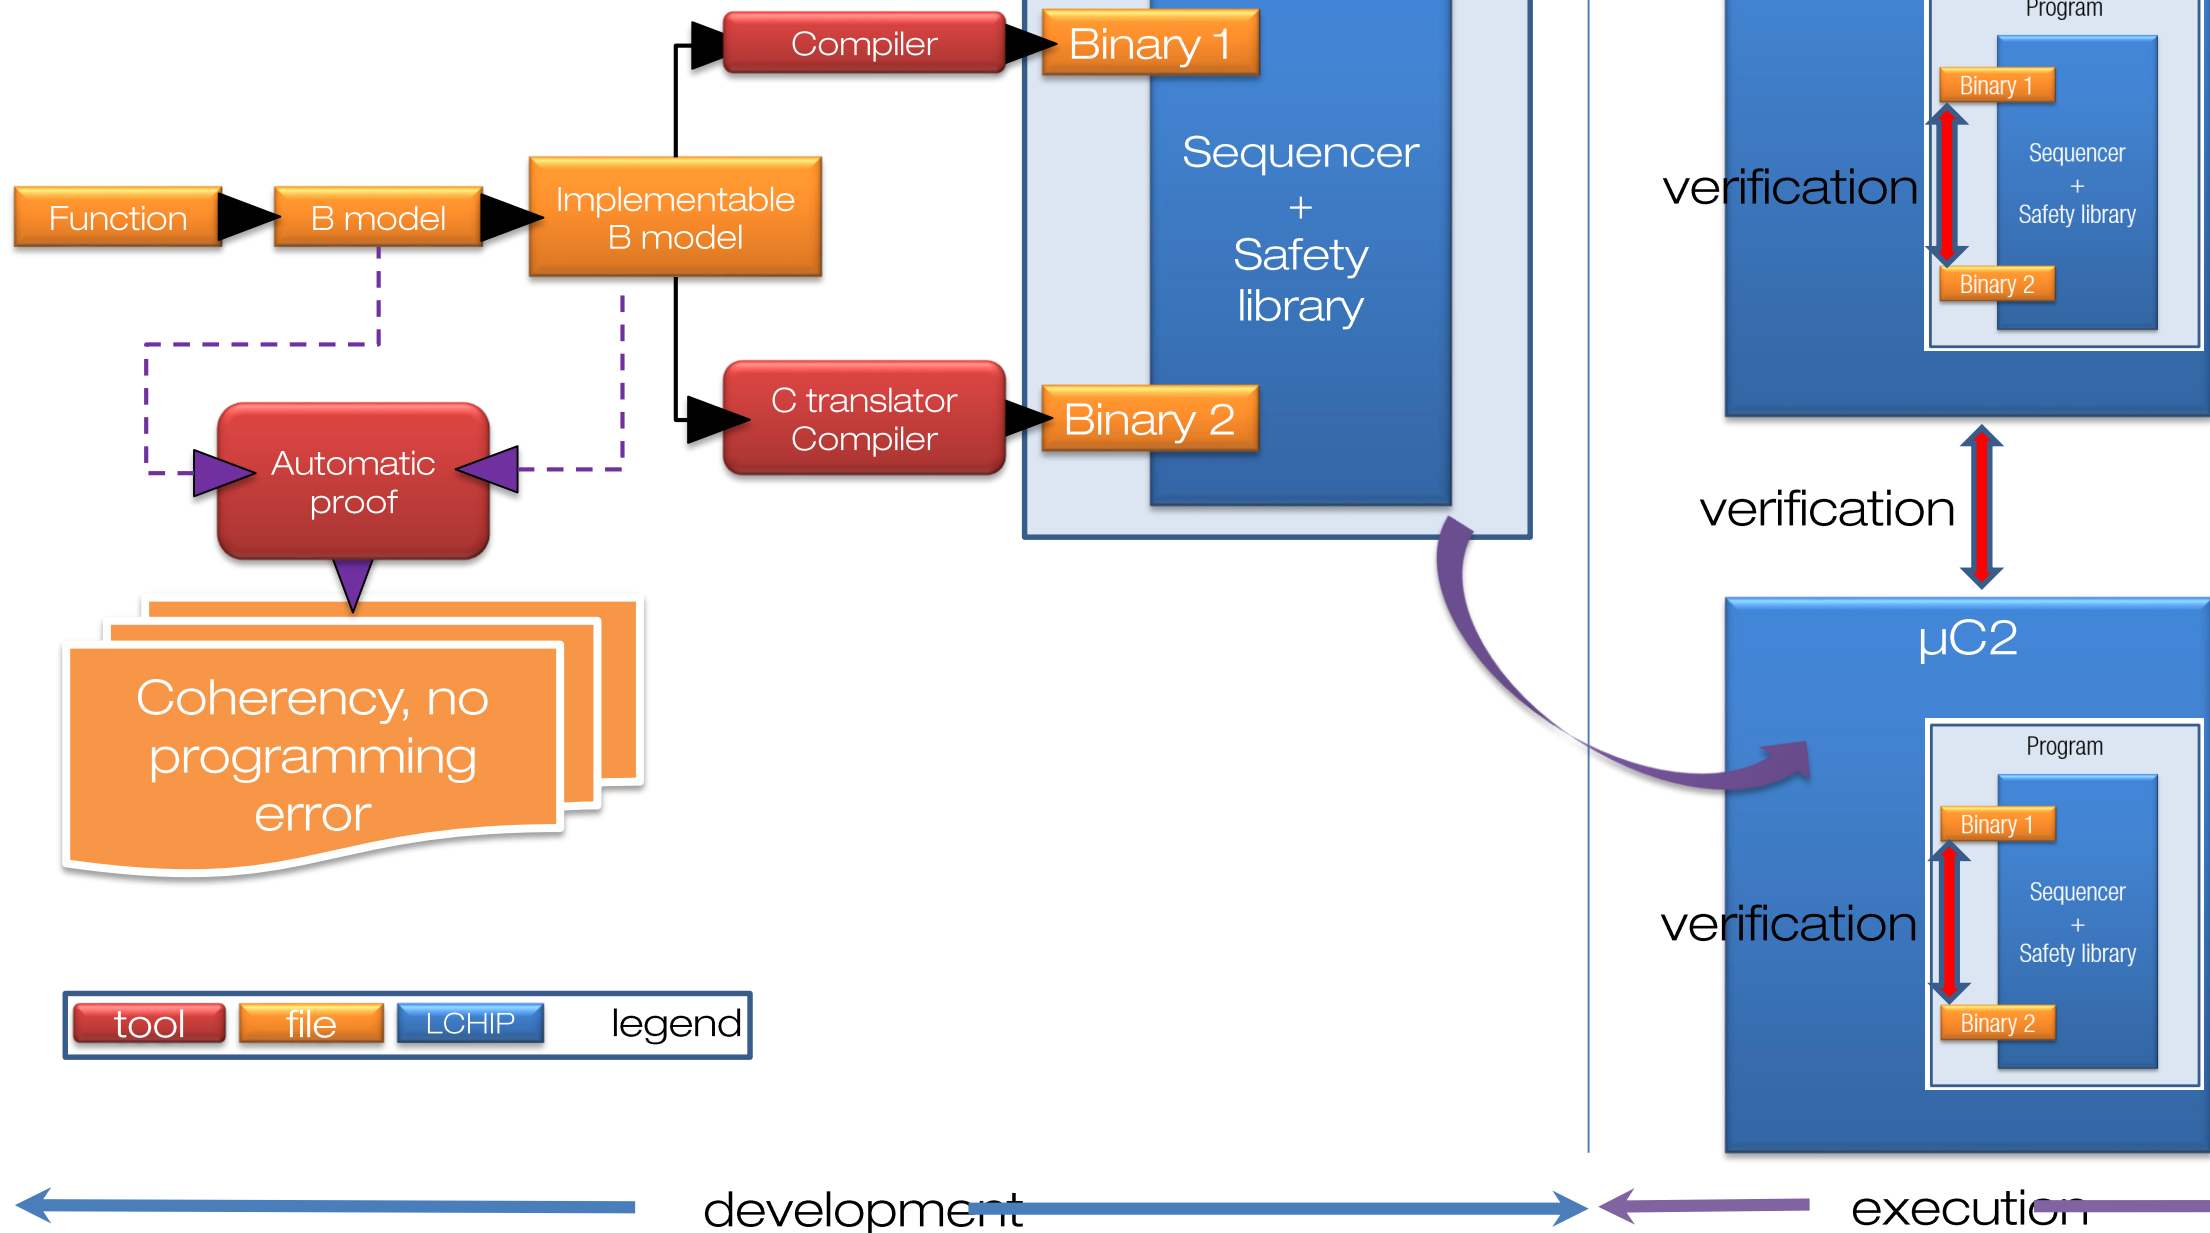 Program
Compiler
Binary 1
Binary 1
Sequencer
+
Safety
library
verification
Sequencer
+
Safety library
Function
B model
Implementable
B model
Binary 2
C translator
Compiler
Binary 2
Automatic
proof
verification
µC2
Coherency, no
programming
error
Program
Binary 1
verification
Sequencer
+
Safety library
Binary 2
tool
file
LCHIP
legend
development
execution